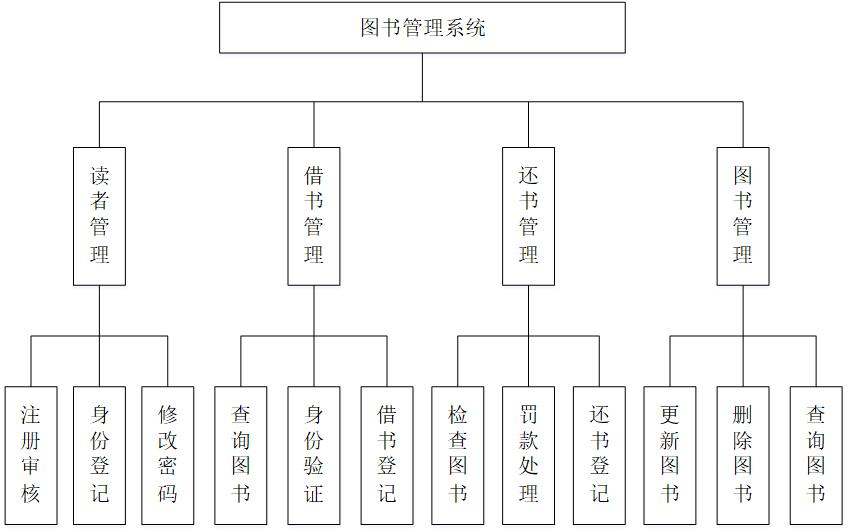 图书管理系统
读者管理
借书管理
还书管理
图书管理
注册审核
身份登记
修改密码
查询图书
身份验证
借书登记
检查图书
罚款处理
还书登记
更新图书
删除图书
查询图书